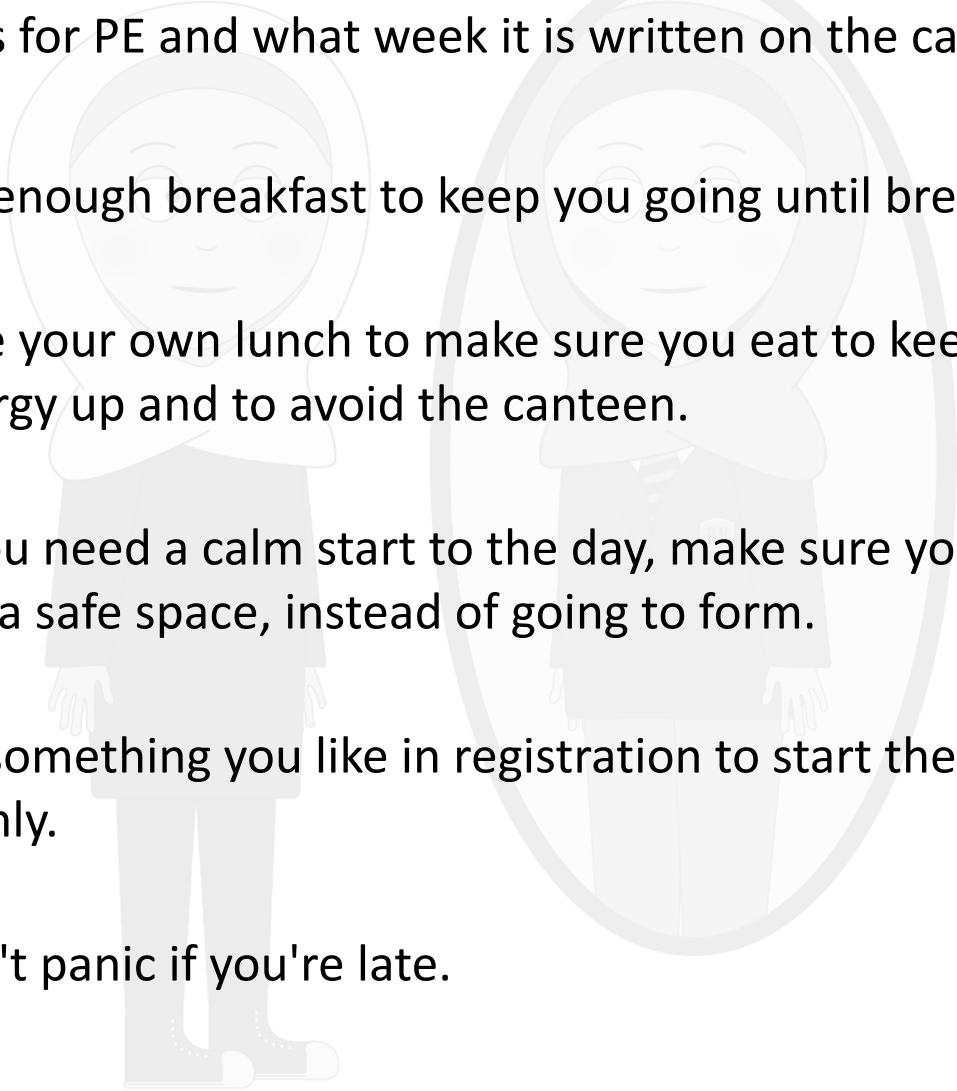 s for PE and what week it is written on the ca
enough breakfast to keep you going until bre
e your own lunch to make sure you eat to kee
rgy up and to avoid the canteen.
u need a calm start to the day, make sure yo
a safe space, instead of going to form.
something you like in registration to start the
nly.
't panic if you're late.